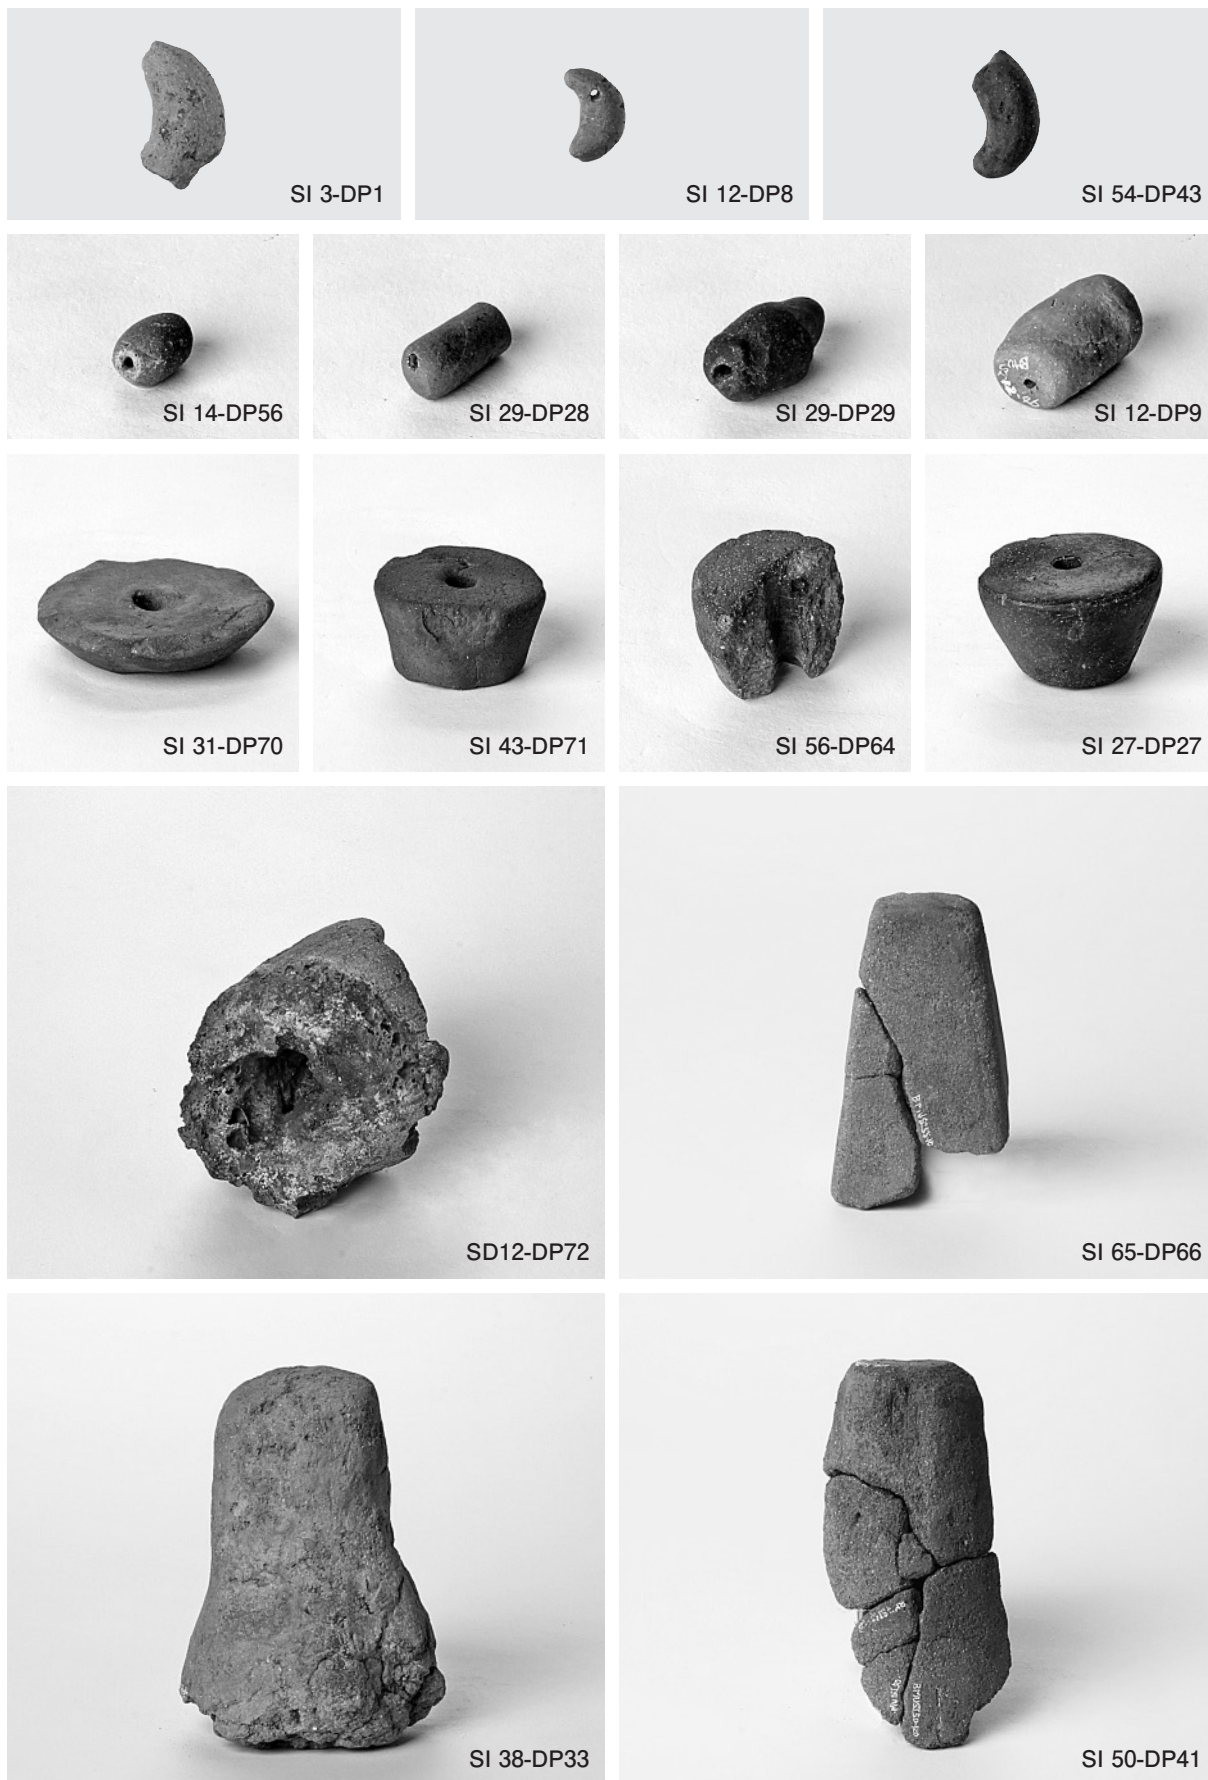 SI 3-DP1
SI 12-DP8
SI 54-DP43
SI 14-DP56
SI 29-DP28
SI 29-DP29
SI 12-DP9
SI 31-DP70
SI 43-DP71
SI 56-DP64
SI 27-DP27
SD12-DP72
SI 65-DP66
SI 38-DP33
SI 50-DP41